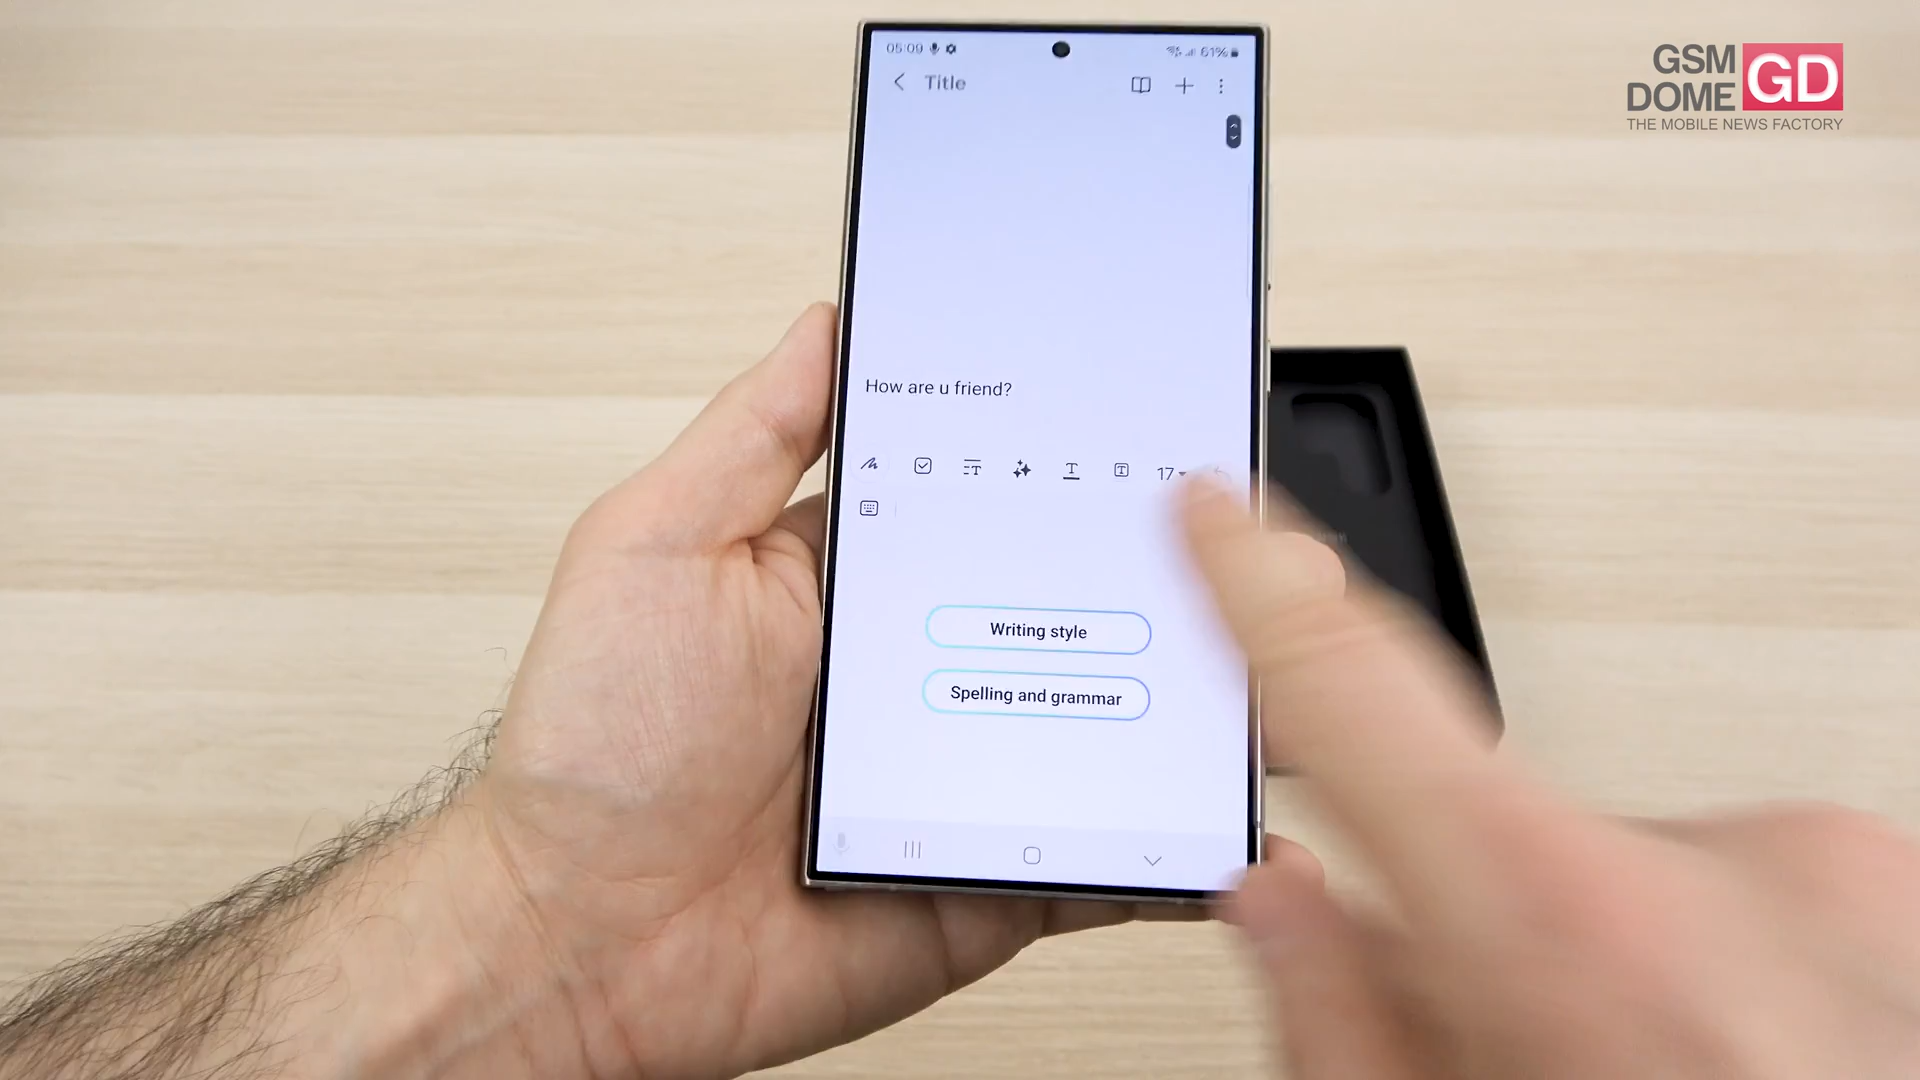 GSM
DOME GD
THE MOBILE NEWS FACTORY
05:09 61%
Title
How are u friend?
17
Writing style
Spelling and grammar